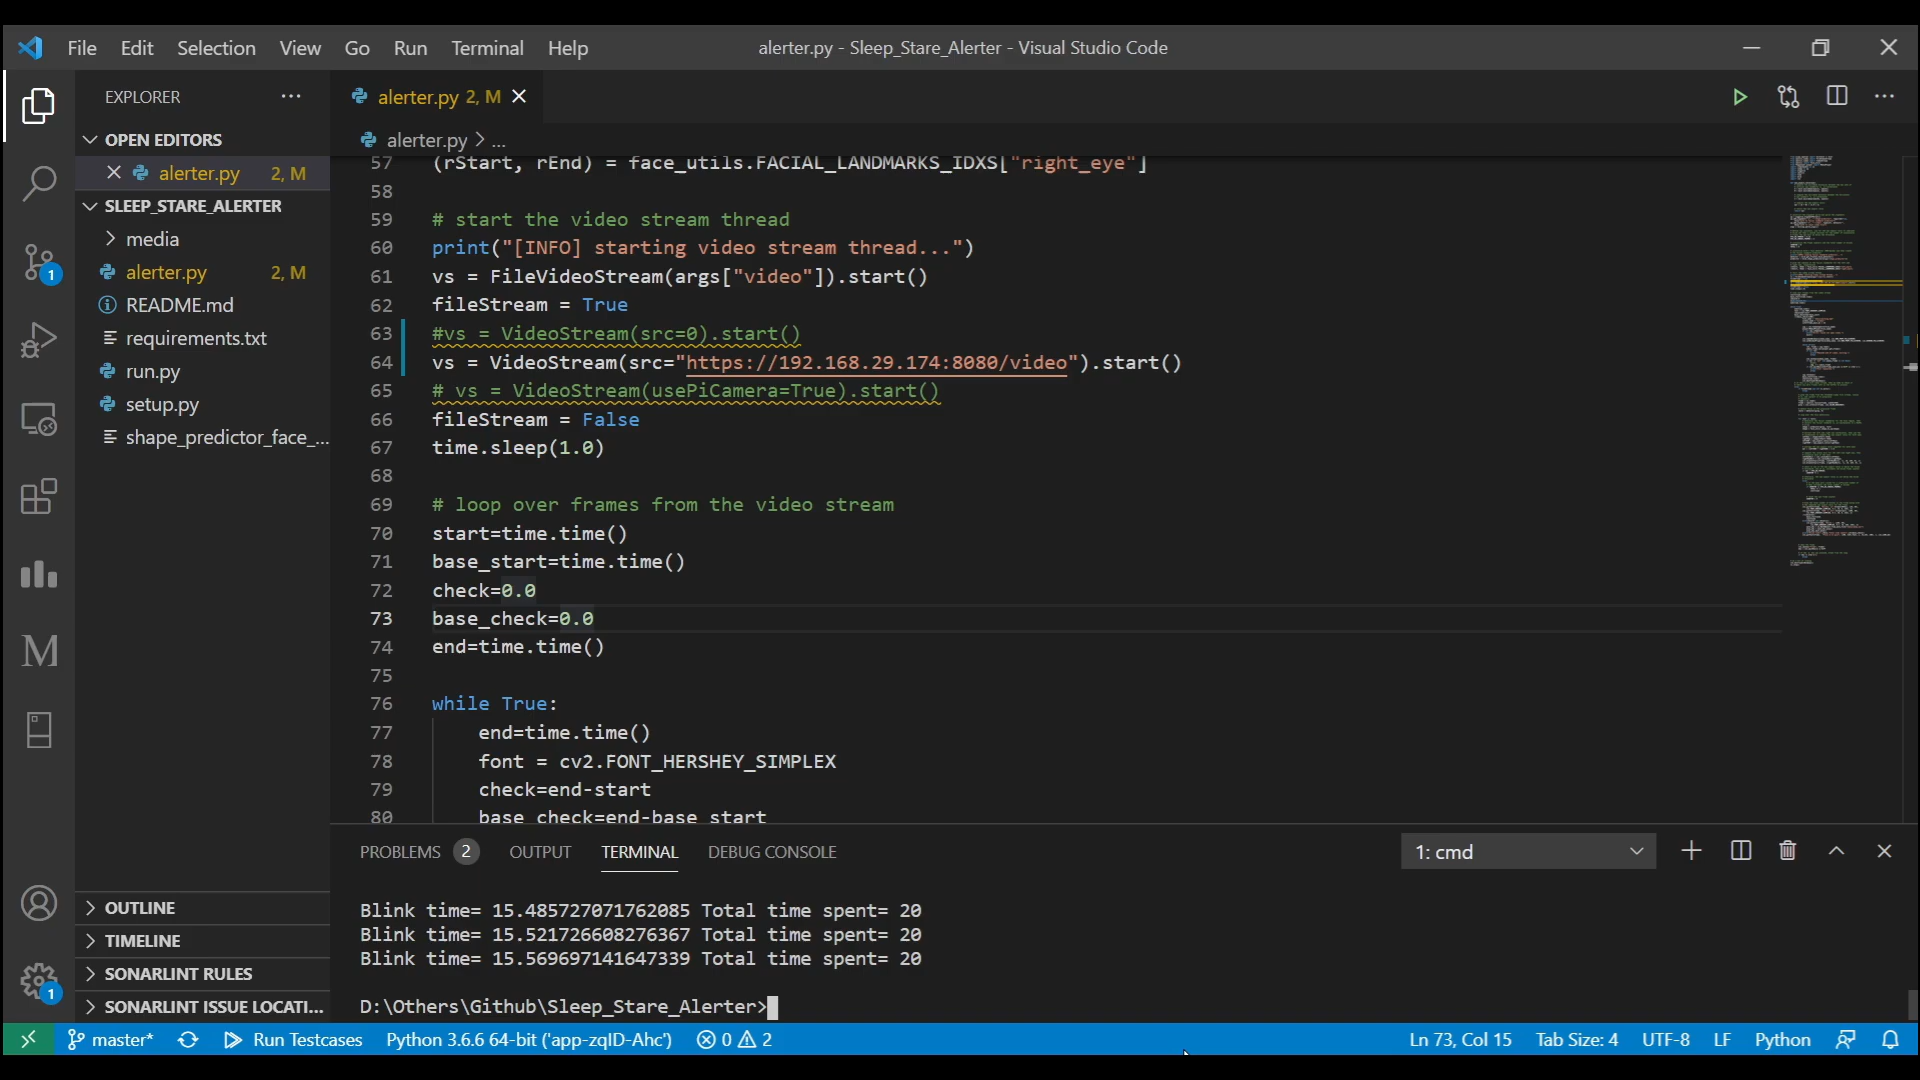 File Edit Selection View Go Run Terminal Help alerter.py - Sleep_Stare_Alerter - Visual Studio Code
EXPLORER
OPEN EDITORS
alerter.py 2, M
SLEEP_STARE_ALERTER
media
alerter.py 2, M
README.md
requirements.txt
run.py
setup.py
shape_predictor_face_...
OUTLINE
TIMELINE
SONARLINT RULES
SONARLINT ISSUE LOCATI...
1
M
1
alerter.py 2, M
alerter.py > ...
57 (rStart, rEnd) = face_utils.FACIAL_LANDMARKS_IDXS["right_eye"]
58
59 # start the video stream thread
60 print("[INFO] starting video stream thread...")
61 vs = FileVideoStream(args["video"]).start()
62 fileStream = True
63 #vs = VideoStream(src=0).start()
64 vs = VideoStream(src="https://192.168.29.174:8080/video").start()
65 # vs = VideoStream(usePiCamera=True).start()
66 fileStream = False
67 time.sleep(1.0)
68
69 # loop over frames from the video stream
70 start=time.time()
71 base_start=time.time()
72 check=0.0
73 base_check=0.0
74 end=time.time()
75
76 while True:
77 end=time.time()
78 font = cv2.FONT_HERSHEY_SIMPLEX
79 check=end-start
80 base_check=end-base_start
PROBLEMS 2 OUTPUT TERMINAL DEBUG CONSOLE 1: cmd
Blink time= 15.485727071762085 Total time spent= 20
Blink time= 15.521726608276367 Total time spent= 20
Blink time= 15.569697141647339 Total time spent= 20
D:\Others\Github\Sleep_Stare_Alerter>
master* Run Testcases Python 3.6.6 64-bit ('app-zqlD-Ahc') 0 2 Ln 73, Col 15 Tab Size: 4 UTF-8 LF Python